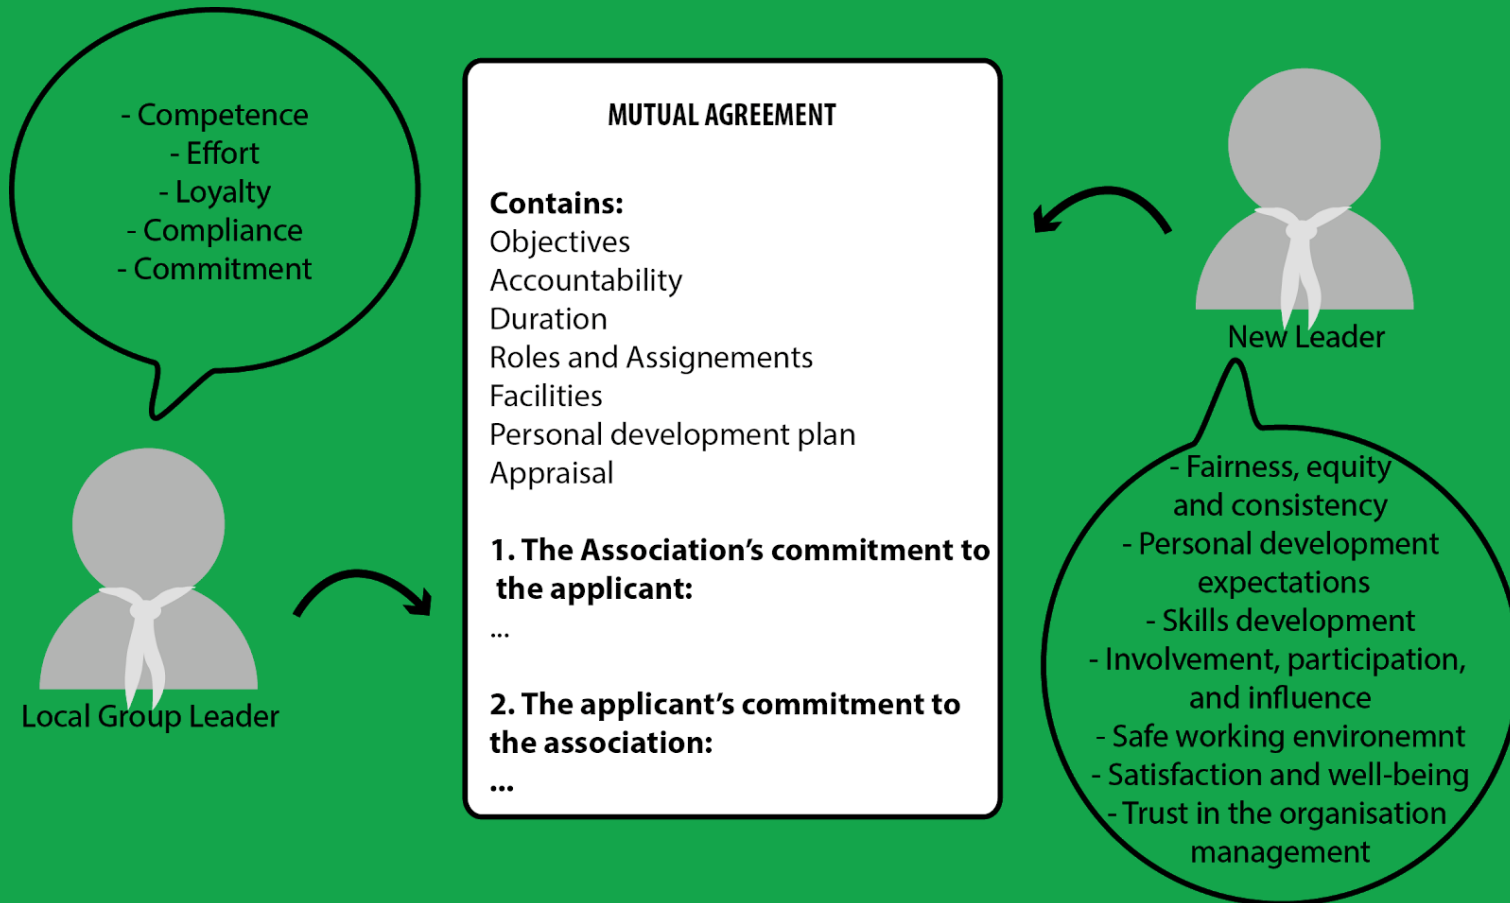 - Competence
- Effort
- Loyalty
- Compliance
- Commitment
Local Group Leader
MUTUAL AGREEMENT
Contains:
Objectives
Accountability
Duration
Roles and Assignements
Facilities
Personal development plan
Appraisal
1. The Association’s commitment to
the applicant:
...
2. The applicant’s commitment to
the association:
...
New Leader
- Fairness, equity
and consistency
- Personal development
expectations
- Skills development
- Involvement, participation,
and influence
- Safe working environemnt
- Satisfaction and well-being
- Trust in the organisation
management